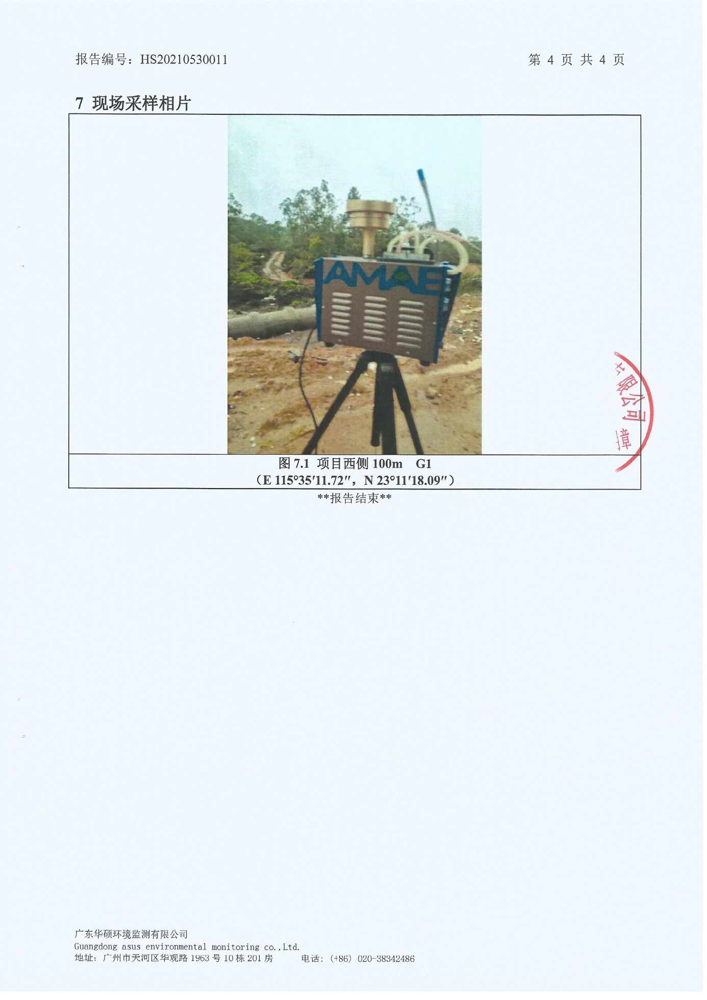 报告编号：HS20210530011
第 4 页 共 4 页
7 现场采样相片
AMAE
限公司
章
图 7.1 项目西侧 100m G1
（E 115°35′11.72″，N 23°11′18.09″）
**报告结束**
广东华硕环境监测有限公司
Guangdong asus environmental monitoring co.,Ltd.
地址：广州市天河区华观路 1963 号 10 栋 201 房 电话：(+86) 020-38342486